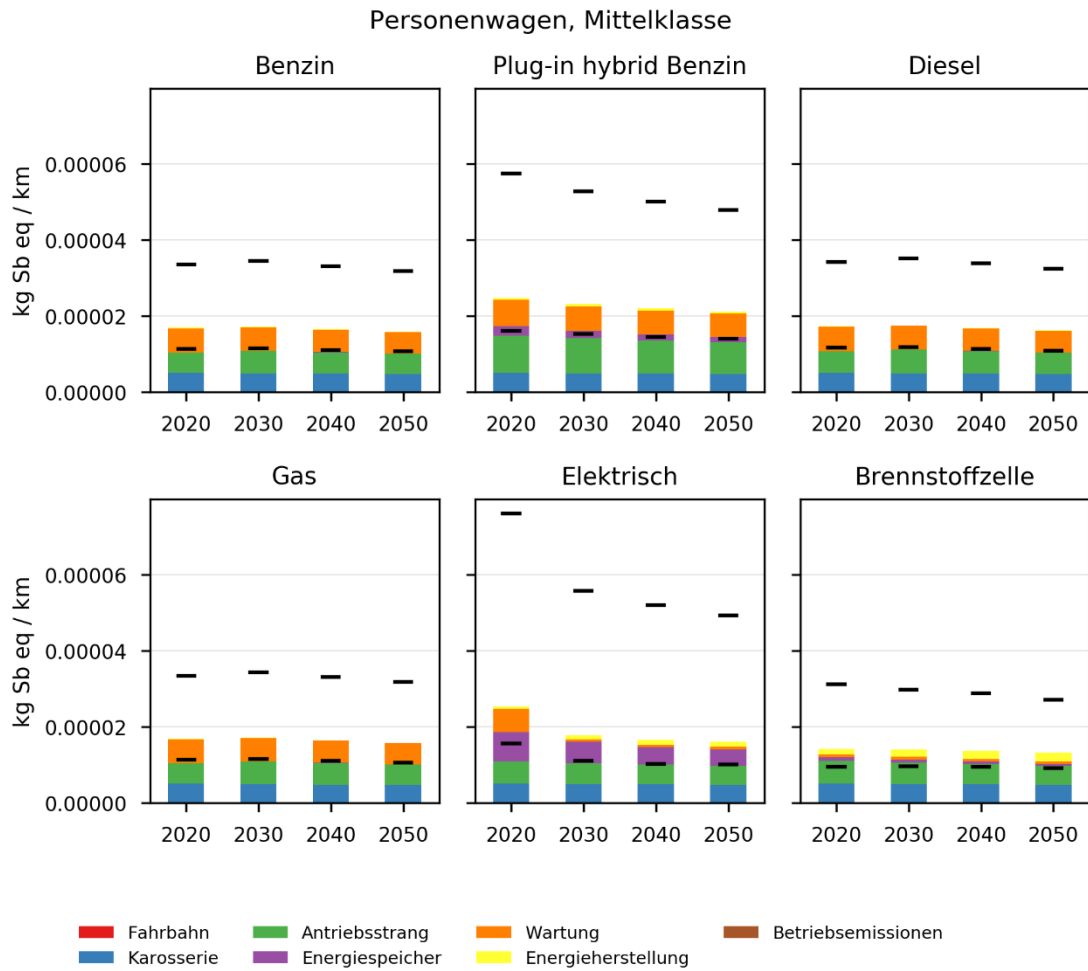 Personenwagen, Mittelklasse
Benzin
Plug-in hybrid Benzin
Diesel
kg Sb eq / km
0.00006
0.00004
0.00002
0.00000
2020 2030 2040 2050
2020 2030 2040 2050
2020 2030 2040 2050
Gas
Elektrisch
Brennstoffzelle
kg Sb eq / km
0.00006
0.00004
0.00002
0.00000
2020 2030 2040 2050
2020 2030 2040 2050
2020 2030 2040 2050
Fahrbahn
Antriebsstrang
Wartung
Betriebsemissionen
Karosserie
Energiespeicher
Energieherstellung